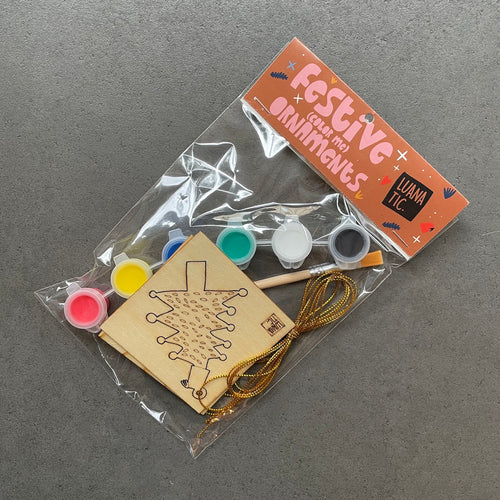 FeSTive
(COLOR Me)
ORNAMENTS
LUANA
TIC.